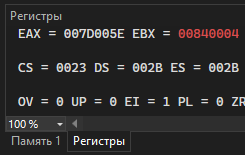 Регистры
EAX = 007D005E EBX = 00840004
CS = 0023 DS = 002B ES = 002B
OV = 0 UP = 0 EI = 1 PL = 0 ZR
100 %
Память 1 Регистры